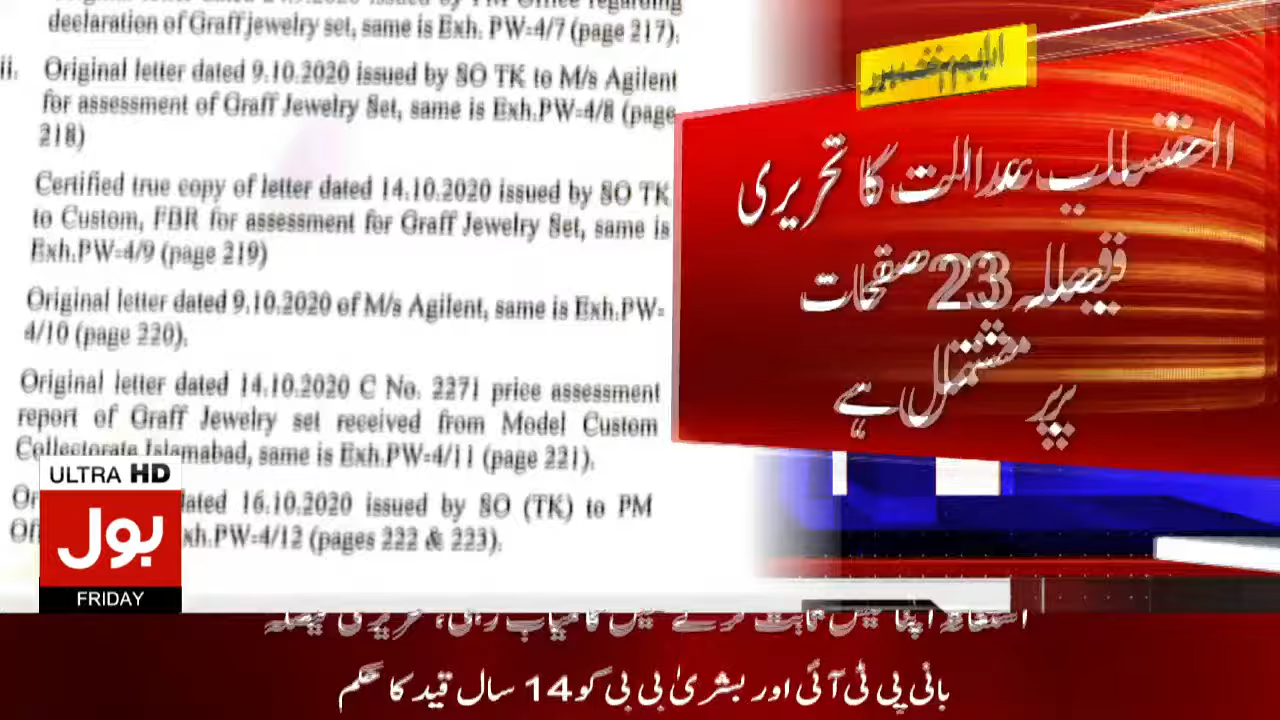 declaration of Graff jewelry set, same is Exh. PW-4/7 (page 217).
ii. Original letter dated 9.10.2020 issued by SO TK to M/s Agilent
for assessment of Graff Jewelry Set, same is Exh.PW-4/8 (page
218)
Certified true copy of letter dated 14.10.2020 issued by SO TK
to Custom, FBR for assessment for Graff Jewelry Set, same is
Exh.PW-4/9 (page 219)
Original letter dated 9.10.2020 of M/s Agilent, same is Exh.PW-
4/10 (page 220).
Original letter dated 14.10.2020 C No. 2271 price assessment
report of Graff Jewelry set received from Model Custom
Collectorate Islamabad, same is Exh.PW-4/11 (page 221).
dated 16.10.2020 issued by SO (TK) to PM
Exh.PW-4/12 (pages 222 & 223).
اہم خبر
احتساب عدالت کا تحریری
فیصلہ 23 صفحات
پر مشتمل ہے
ULTRA HD
بول
FRIDAY
بانی پی ٹی آئی اور بشریٰ بی بی کو 14 سال قید کا حکم